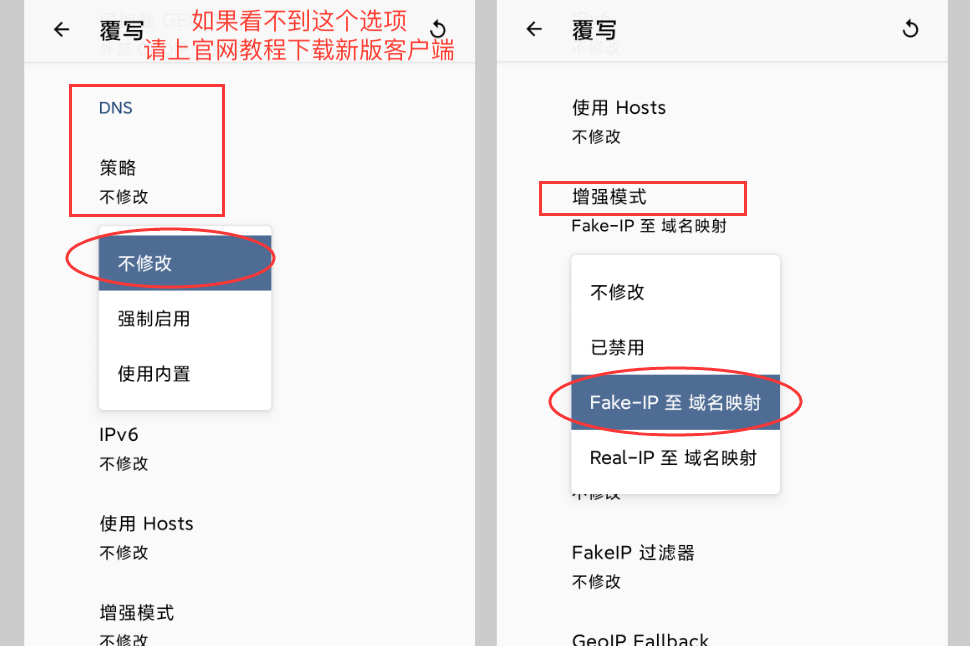 如果看不到这个选项
覆写
请上官网教程下载新版客户端
DNS
策略
不修改
不修改
强制启用
使用内置
IPv6
不修改
使用 Hosts
不修改
增强模式
不修改
覆写
使用 Hosts
不修改
增强模式
Fake-IP 至 域名映射
不修改
已禁用
Fake-IP 至 域名映射
Real-IP 至 域名映射
不修改
FakeIP 过滤器
不修改
GeoIP Fallback